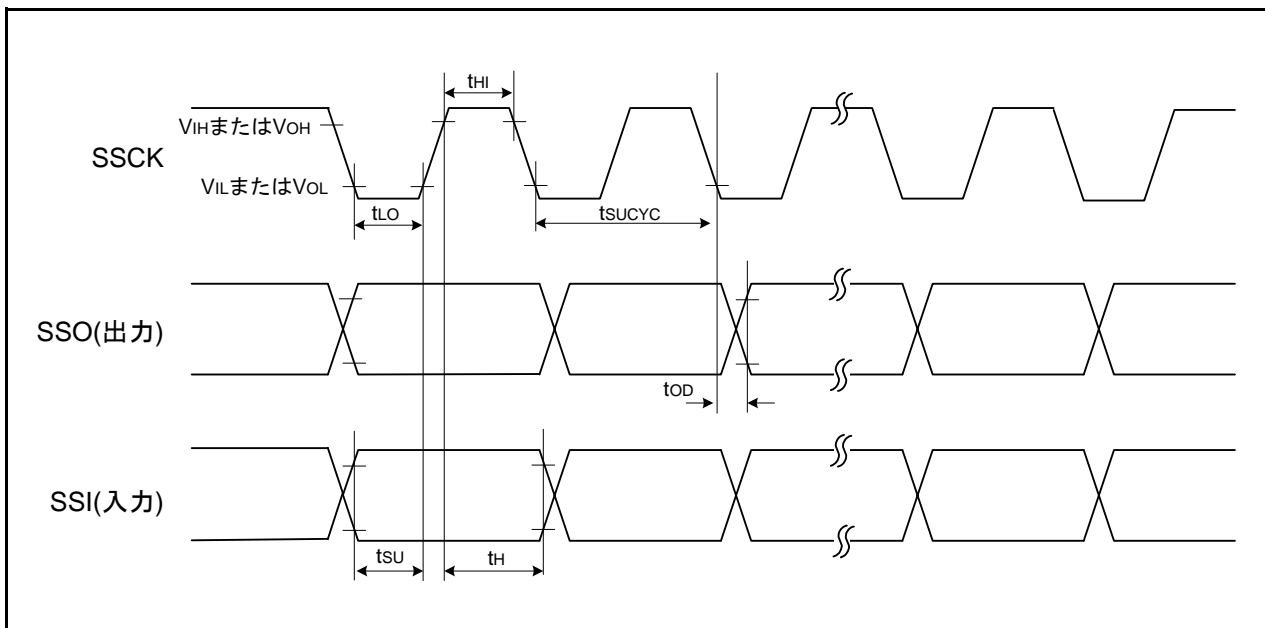 tHI
VIHまたはVOH
SSCK
VILまたはVOL
tLO
tSUCYC
SSO(出力)
tOD
SSI(入力)
tSU
tH